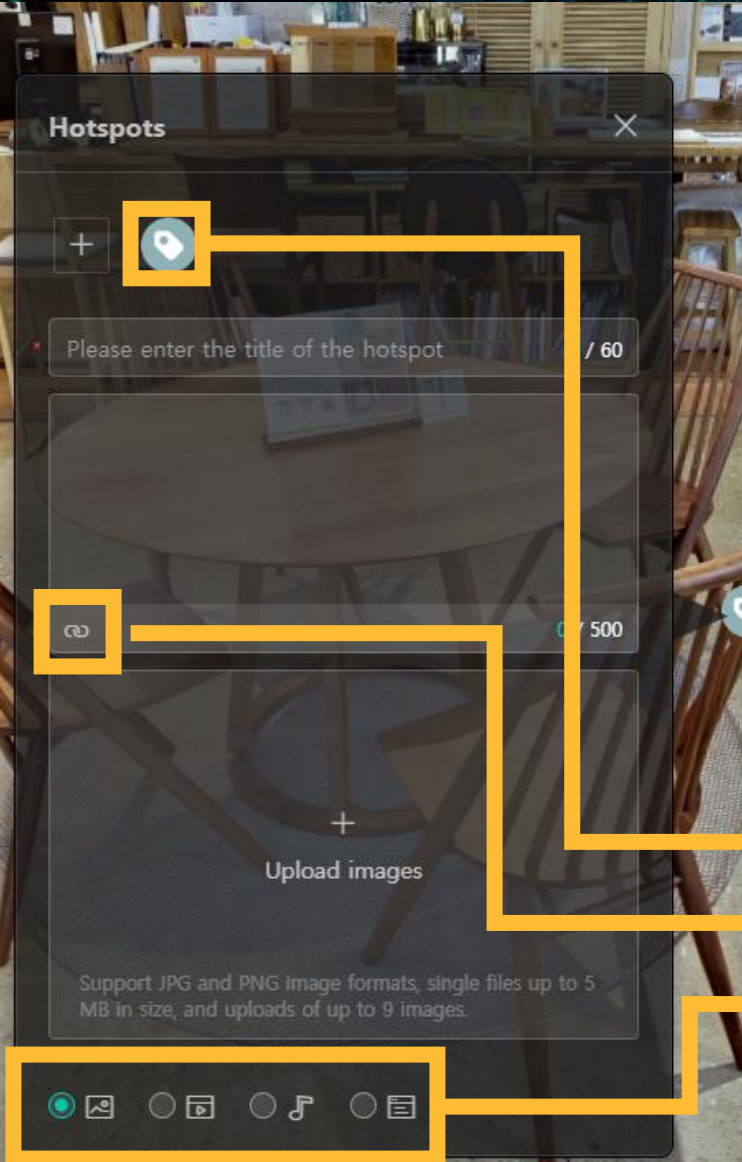 Hotspots
Please enter the title of the hotspot
/ 60
0 / 500
Upload images
Support JPG and PNG image formats, single files up to 5
MB in size, and uploads of up to 9 images.